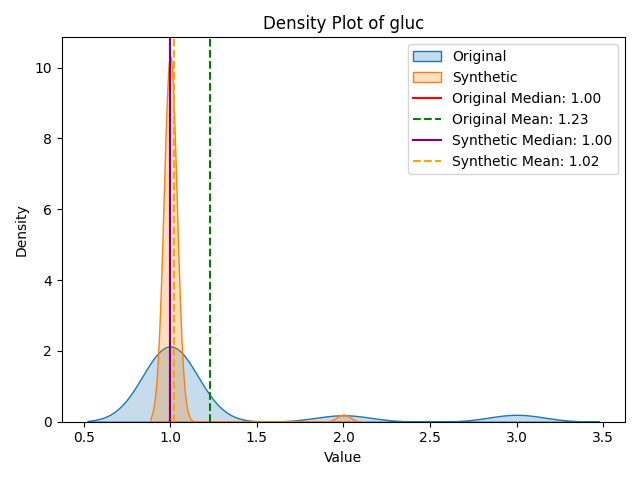 Density Plot of gluc
Original
Synthetic
Original Median: 1.00
Original Mean: 1.23
Synthetic Median: 1.00
Synthetic Mean: 1.02
Density
10
8
6
4
2
0
0.5 1.0 1.5 2.0 2.5 3.0 3.5
Value